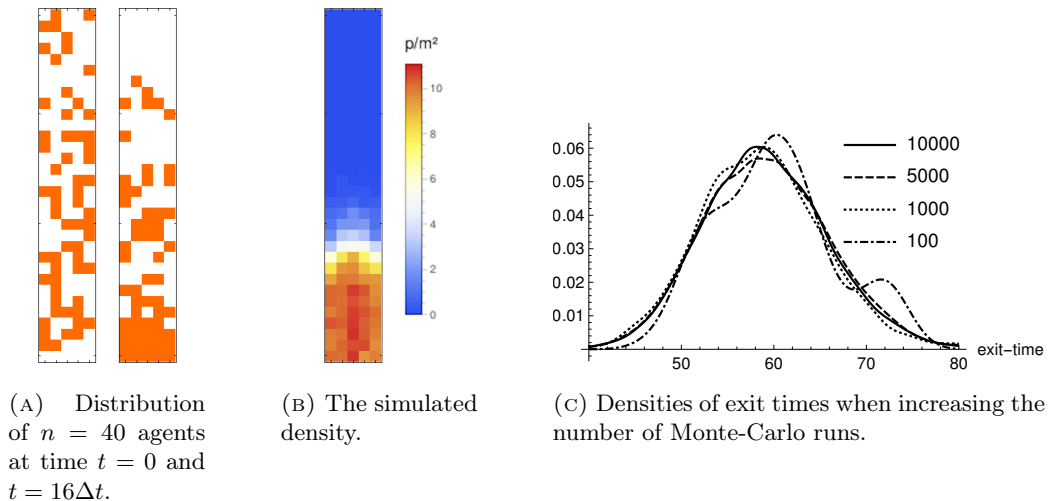 p/m²
10
8
6
4
2
0
0.06
0.05
0.04
0.03
0.02
0.01
50
60
70
80
exit−time
10000
5000
1000
100
(A) Distribution
of n = 40 agents
at time t = 0 and
t = 16Δt.
(B) The simulated
density.
(C) Densities of exit times when increasing the
number of Monte-Carlo runs.